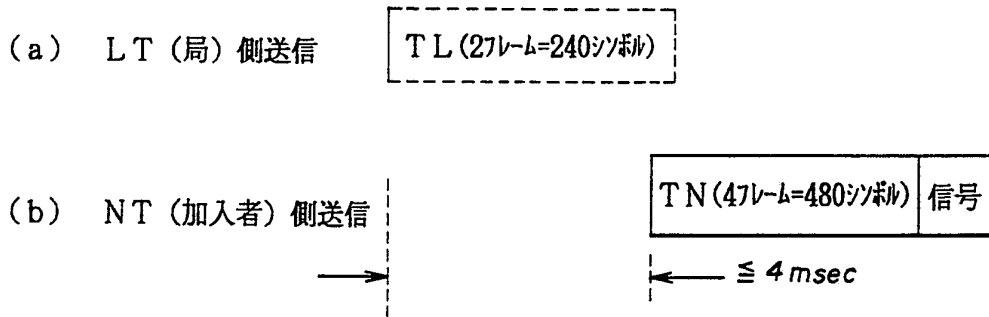 (a) LT(局)側送信 TL(2フレーム=240シンボル)
(b) NT(加入者)側送信 TN(4フレーム=480シンボル) 信号
≦4msec